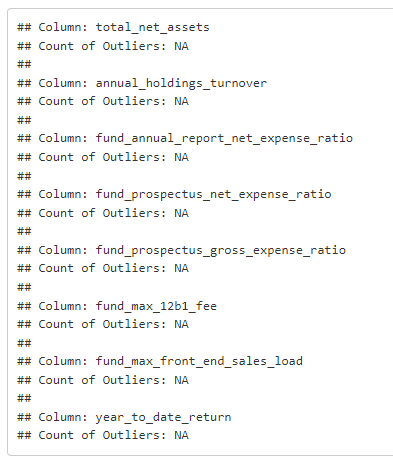 ## Column: total_net_assets
## Count of Outliers: NA
##
## Column: annual_holdings_turnover
## Count of Outliers: NA
##
## Column: fund_annual_report_net_expense_ratio
## Count of Outliers: NA
##
## Column: fund_prospectus_net_expense_ratio
## Count of Outliers: NA
##
## Column: fund_prospectus_gross_expense_ratio
## Count of Outliers: NA
##
## Column: fund_max_12b1_fee
## Count of Outliers: NA
##
## Column: fund_max_front_end_sales_load
## Count of Outliers: NA
##
## Column: year_to_date_return
## Count of Outliers: NA